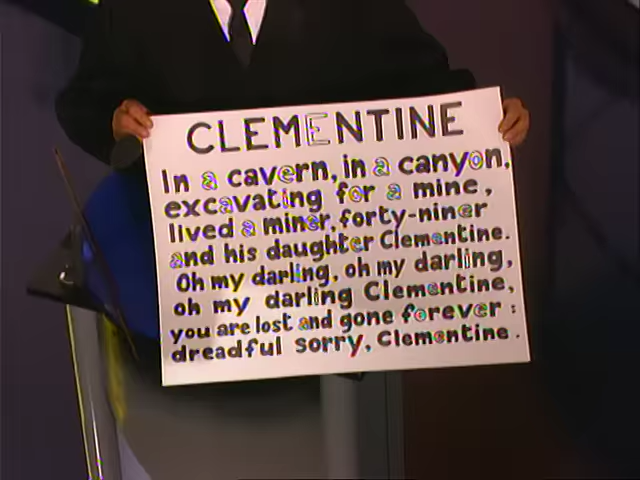 CLEMENTINE
In a cavern, in a canyon,
excavating for a mine,
lived a miner, forty-niner
and his daughter Clementine.
Oh my darling, oh my darling,
oh my darling Clementine,
you are lost and gone forever:
dreadful sorry, Clementine.